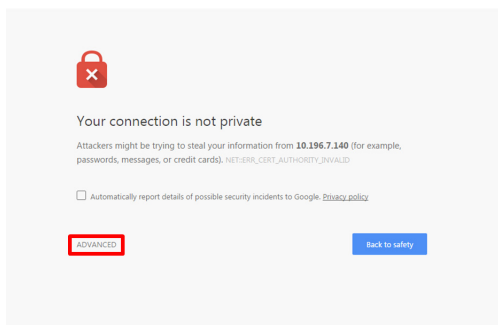 Your connection is not private
Attackers might be trying to steal your information from 10.196.7.140 (for example,
passwords, messages, or credit cards). NET::ERR_CERT_AUTHORITY_INVALID
Automatically report details of possible security incidents to Google. Privacy policy
ADVANCED
Back to safety